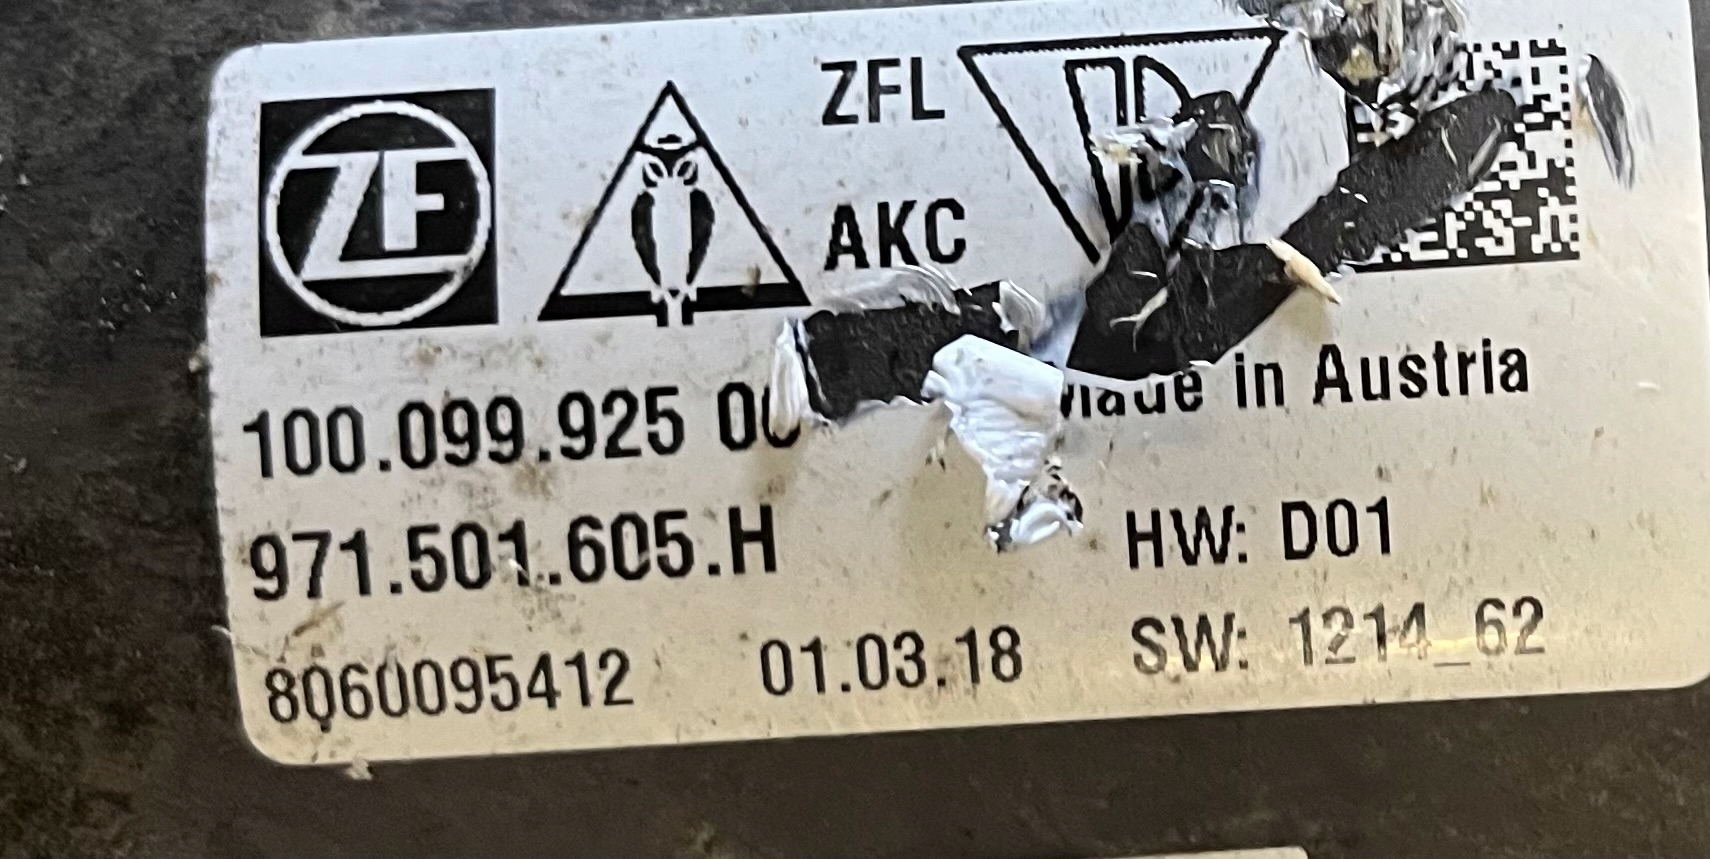 ZF
ZFL
AKC
100.099.925
in Austria
971.501.605.H
HW: D01
8060095412
01.03.18
SW: 1214_62